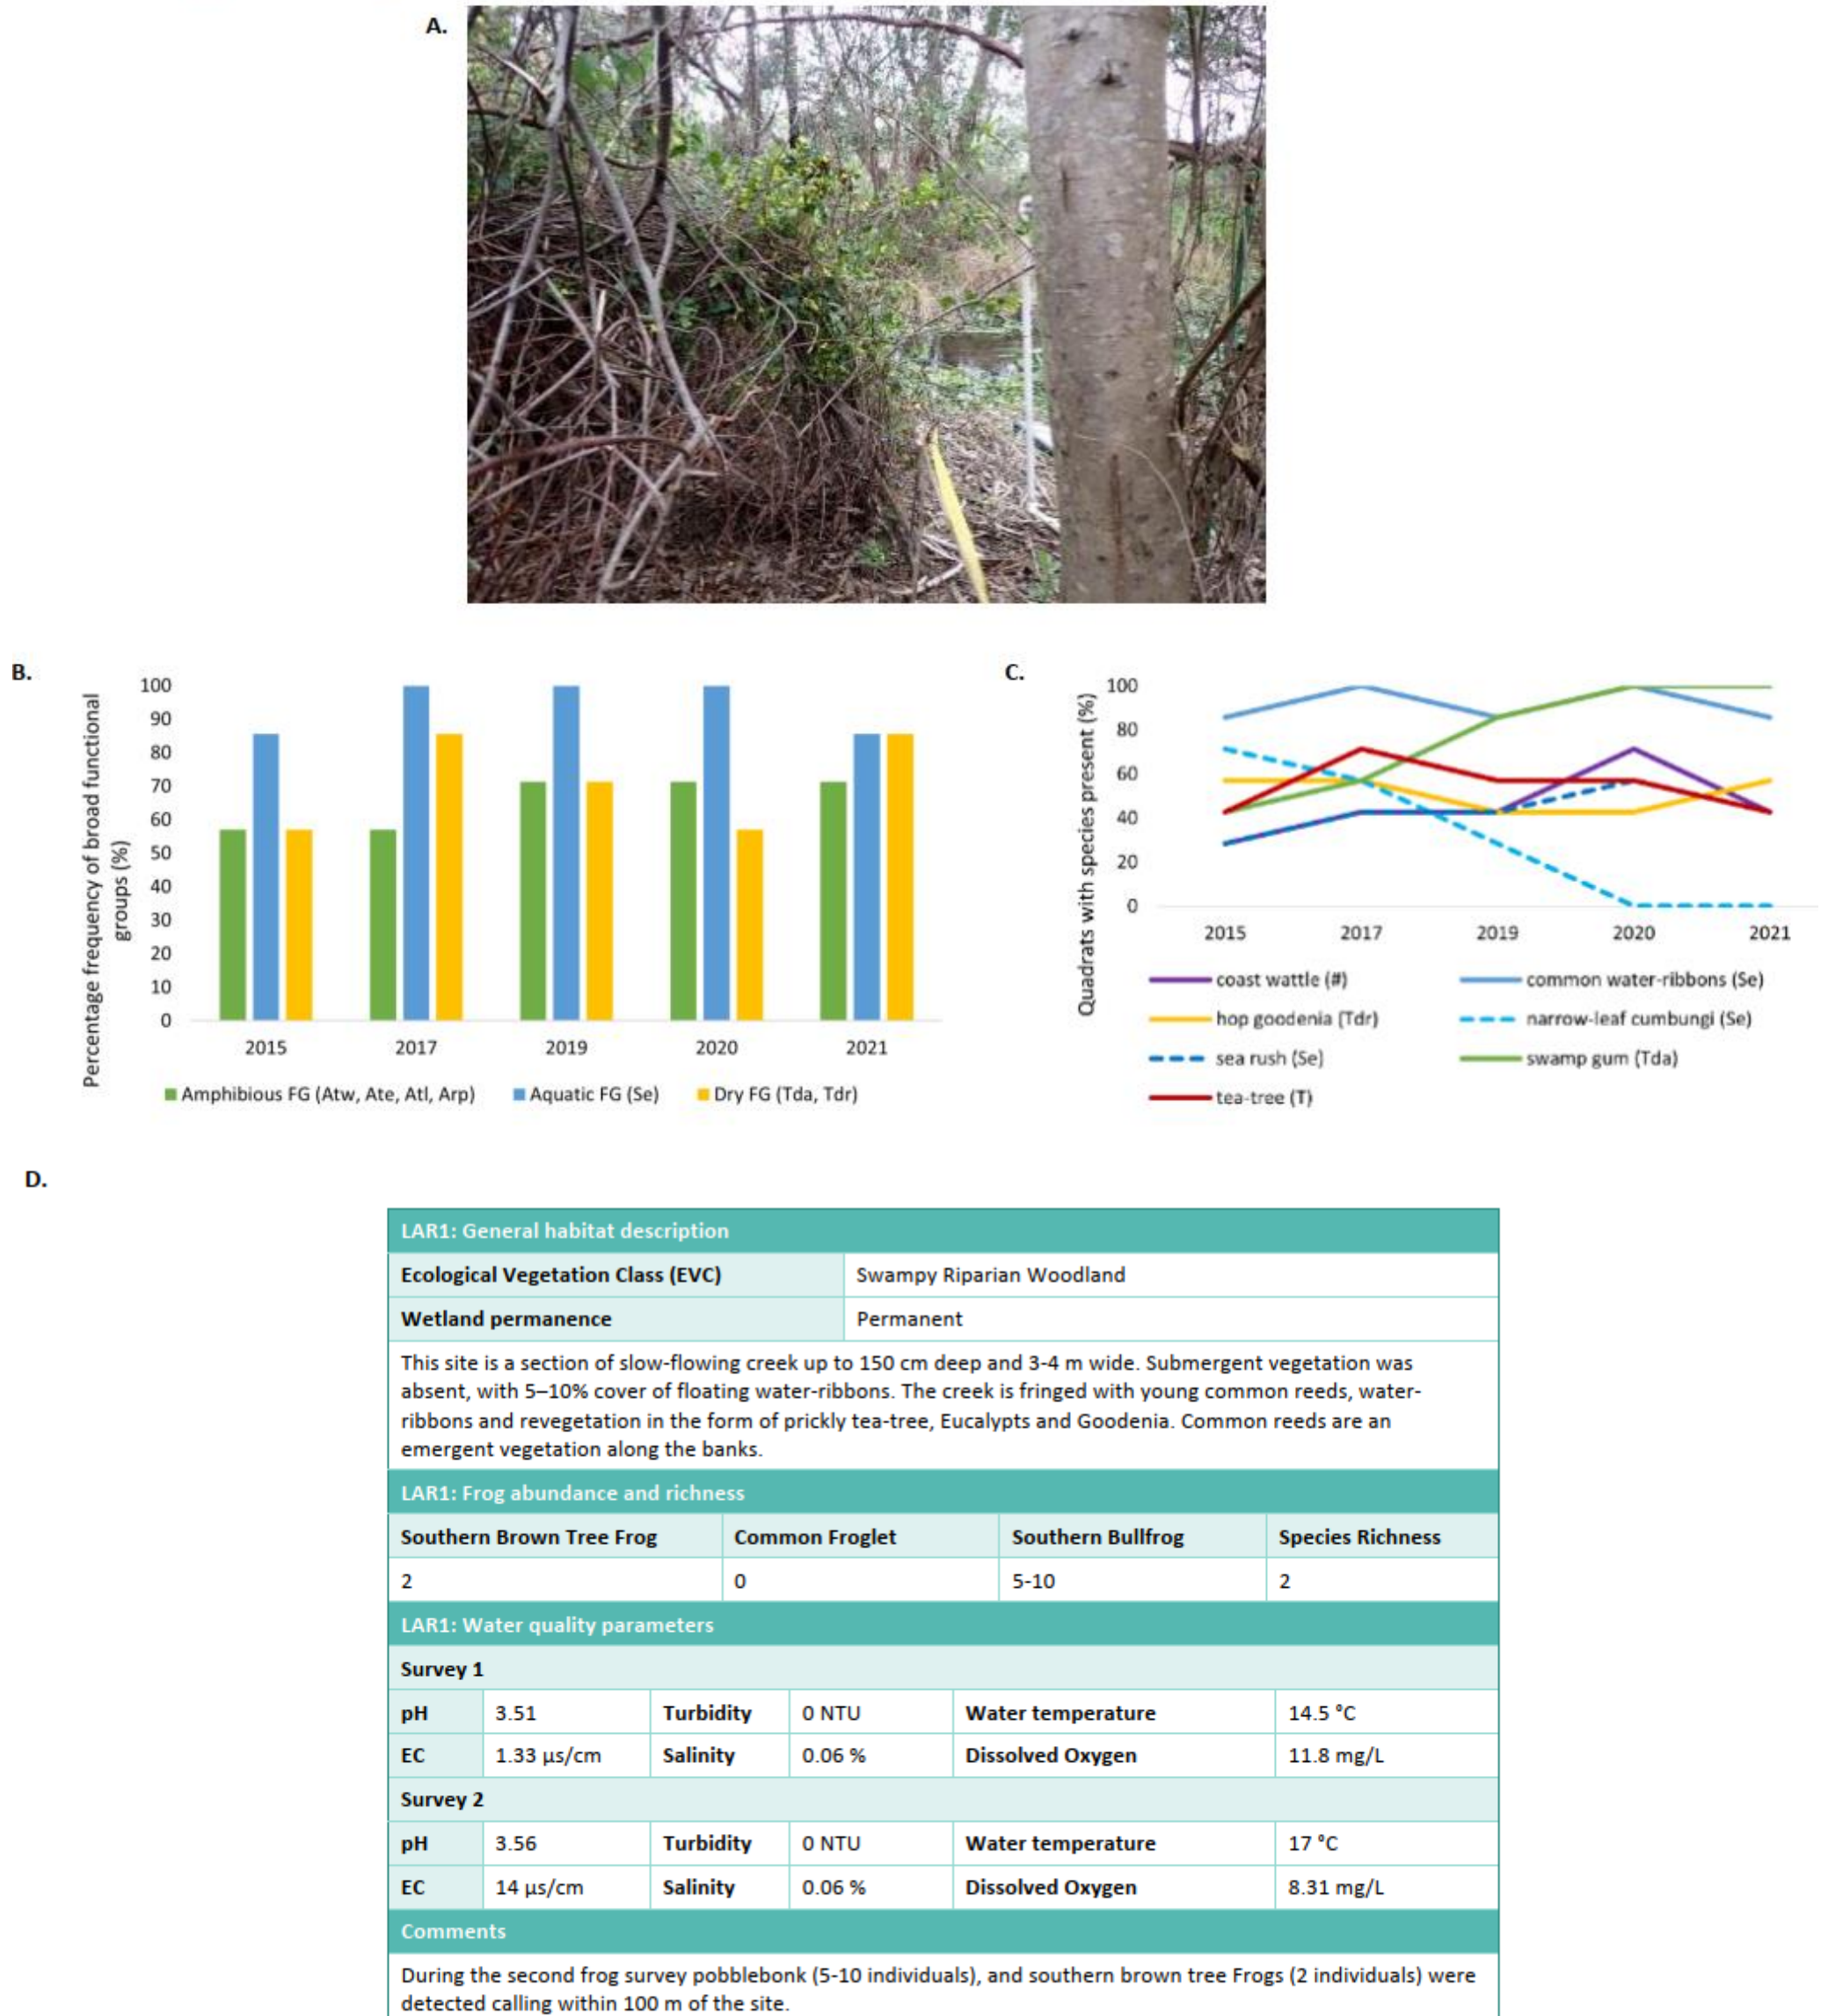 A.
B.
Percentage frequency of broad functional
groups (%)
100
90
80
70
60
50
40
30
20
10
0
2015 2017 2019 2020 2021
Amphibious FG (Atw, Ate, Atl, Arp) Aquatic FG (Se) Dry FG (Tda, Tdr)
C.
Quadrats with species present (%)
100
80
60
40
20
0
2015 2017 2019 2020 2021
coast wattle (#) common water-ribbons (Se)
hop goodenia (Tdr) narrow-leaf cumbungi (Se)
sea rush (Se) swamp gum (Tda)
tea-tree (T)
D.
LAR1: General habitat description
Ecological Vegetation Class (EVC) Swampy Riparian Woodland
Wetland permanence Permanent
This site is a section of slow-flowing creek up to 150 cm deep and 3-4 m wide. Submergent vegetation was
absent, with 5–10% cover of floating water-ribbons. The creek is fringed with young common reeds, water-
ribbons and revegetation in the form of prickly tea-tree, Eucalypts and Goodenia. Common reeds are an
emergent vegetation along the banks.
LAR1: Frog abundance and richness
Southern Brown Tree Frog Common Froglet Southern Bullfrog Species Richness
2 0 5-10 2
LAR1: Water quality parameters
Survey 1
pH 3.51 Turbidity 0 NTU Water temperature 14.5 °C
EC 1.33 µs/cm Salinity 0.06 % Dissolved Oxygen 11.8 mg/L
Survey 2
pH 3.56 Turbidity 0 NTU Water temperature 17 °C
EC 14 µs/cm Salinity 0.06 % Dissolved Oxygen 8.31 mg/L
Comments
During the second frog survey pobblebonk (5-10 individuals), and southern brown tree Frogs (2 individuals) were
detected calling within 100 m of the site.